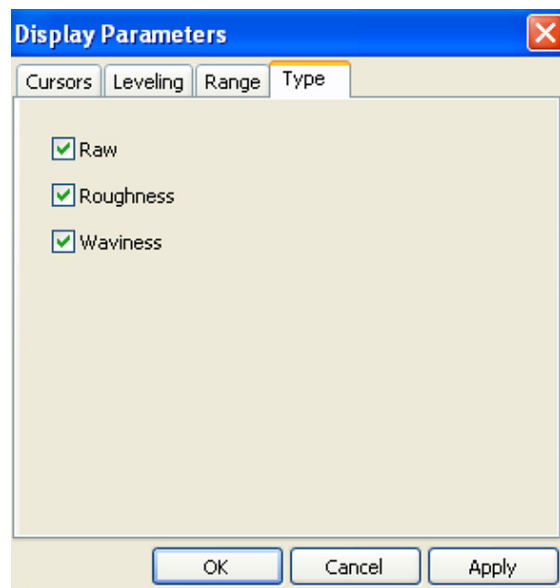 Display Parameters
Cursors Leveling Range Type
Raw
Roughness
Waviness
OK Cancel Apply